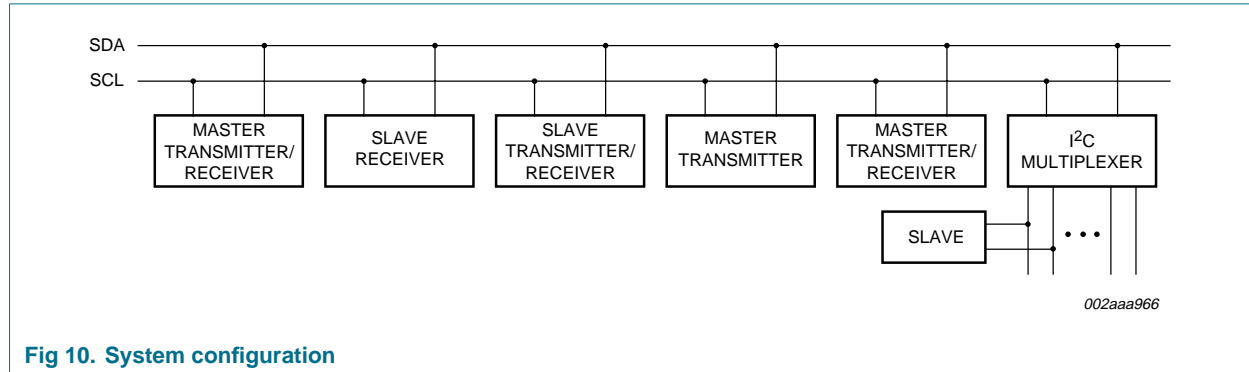 SDA
SCL
MASTER
TRANSMITTER/
RECEIVER
SLAVE
RECEIVER
SLAVE
TRANSMITTER/
RECEIVER
MASTER
TRANSMITTER
MASTER
TRANSMITTER/
RECEIVER
I²C
MULTIPLEXER
SLAVE
002aaa966
Fig 10. System configuration